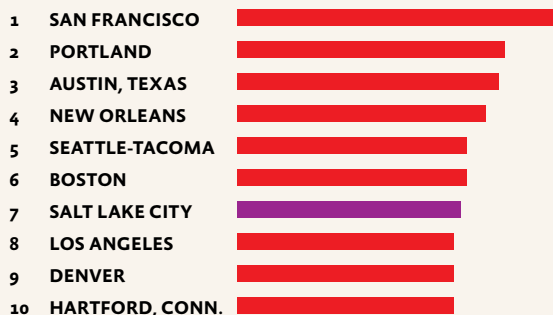 1 SAN FRANCISCO
2 PORTLAND
3 AUSTIN, TEXAS
4 NEW ORLEANS
5 SEATTLE-TACOMA
6 BOSTON
7 SALT LAKE CITY
8 LOS ANGELES
9 DENVER
10 HARTFORD, CONN.